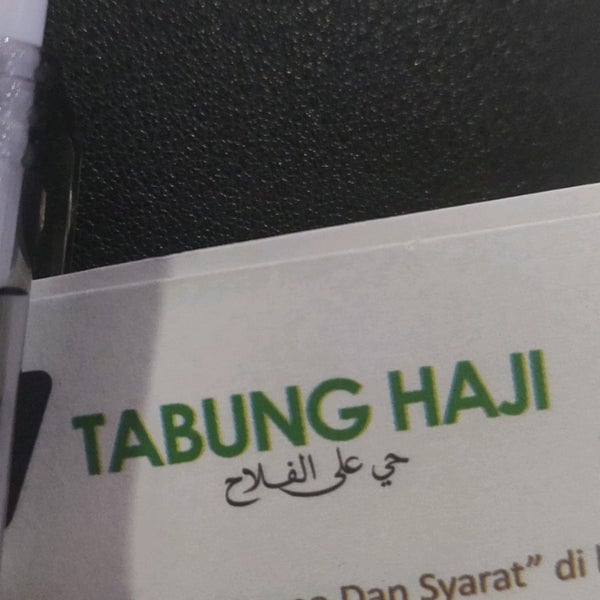 TABUNG HAJI
حي على الفلاح
Dan Syarat” di